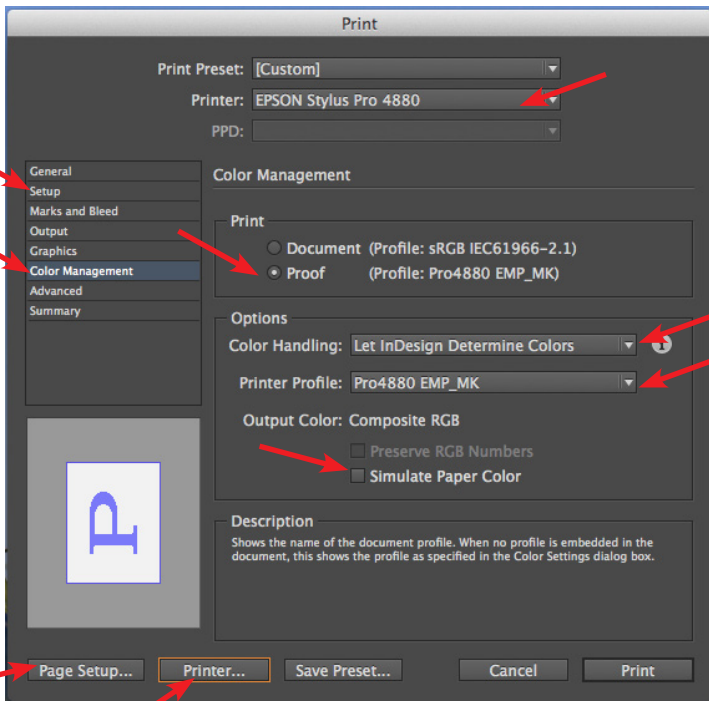 Print
Print Preset: [Custom]
Printer: EPSON Stylus Pro 4880
PPD:
General
Setup
Marks and Bleed
Output
Graphics
Color Management
Advanced
Summary
Color Management
Print
Document (Profile: sRGB IEC61966-2.1)
Proof (Profile: Pro4880 EMP_MK)
Options
Color Handling: Let InDesign Determine Colors
Printer Profile: Pro4880 EMP_MK
Output Color: Composite RGB
Preserve RGB Numbers
Simulate Paper Color
P
Description
Shows the name of the document profile. When no profile is embedded in the
document, this shows the profile as specified in the Color Settings dialog box.
Page Setup... Printer... Save Preset... Cancel Print